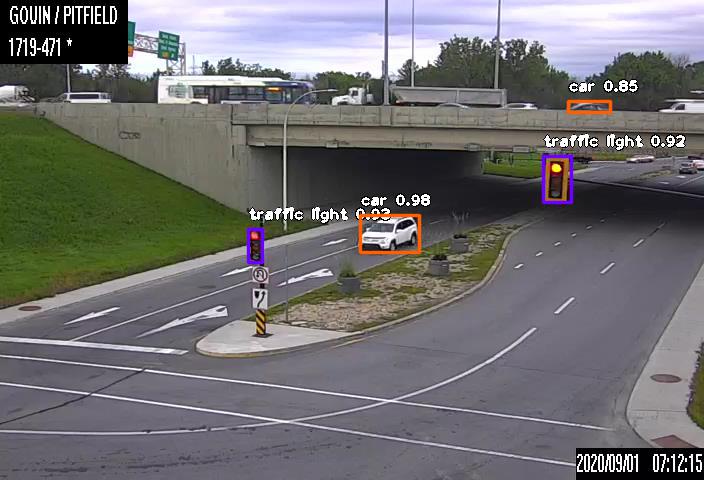 GOUIN / PITFIELD
1719-471 *
car 0.85
traffic light 0.92
car 0.98
traffic light 0.93
2020/09/01 07:12:15